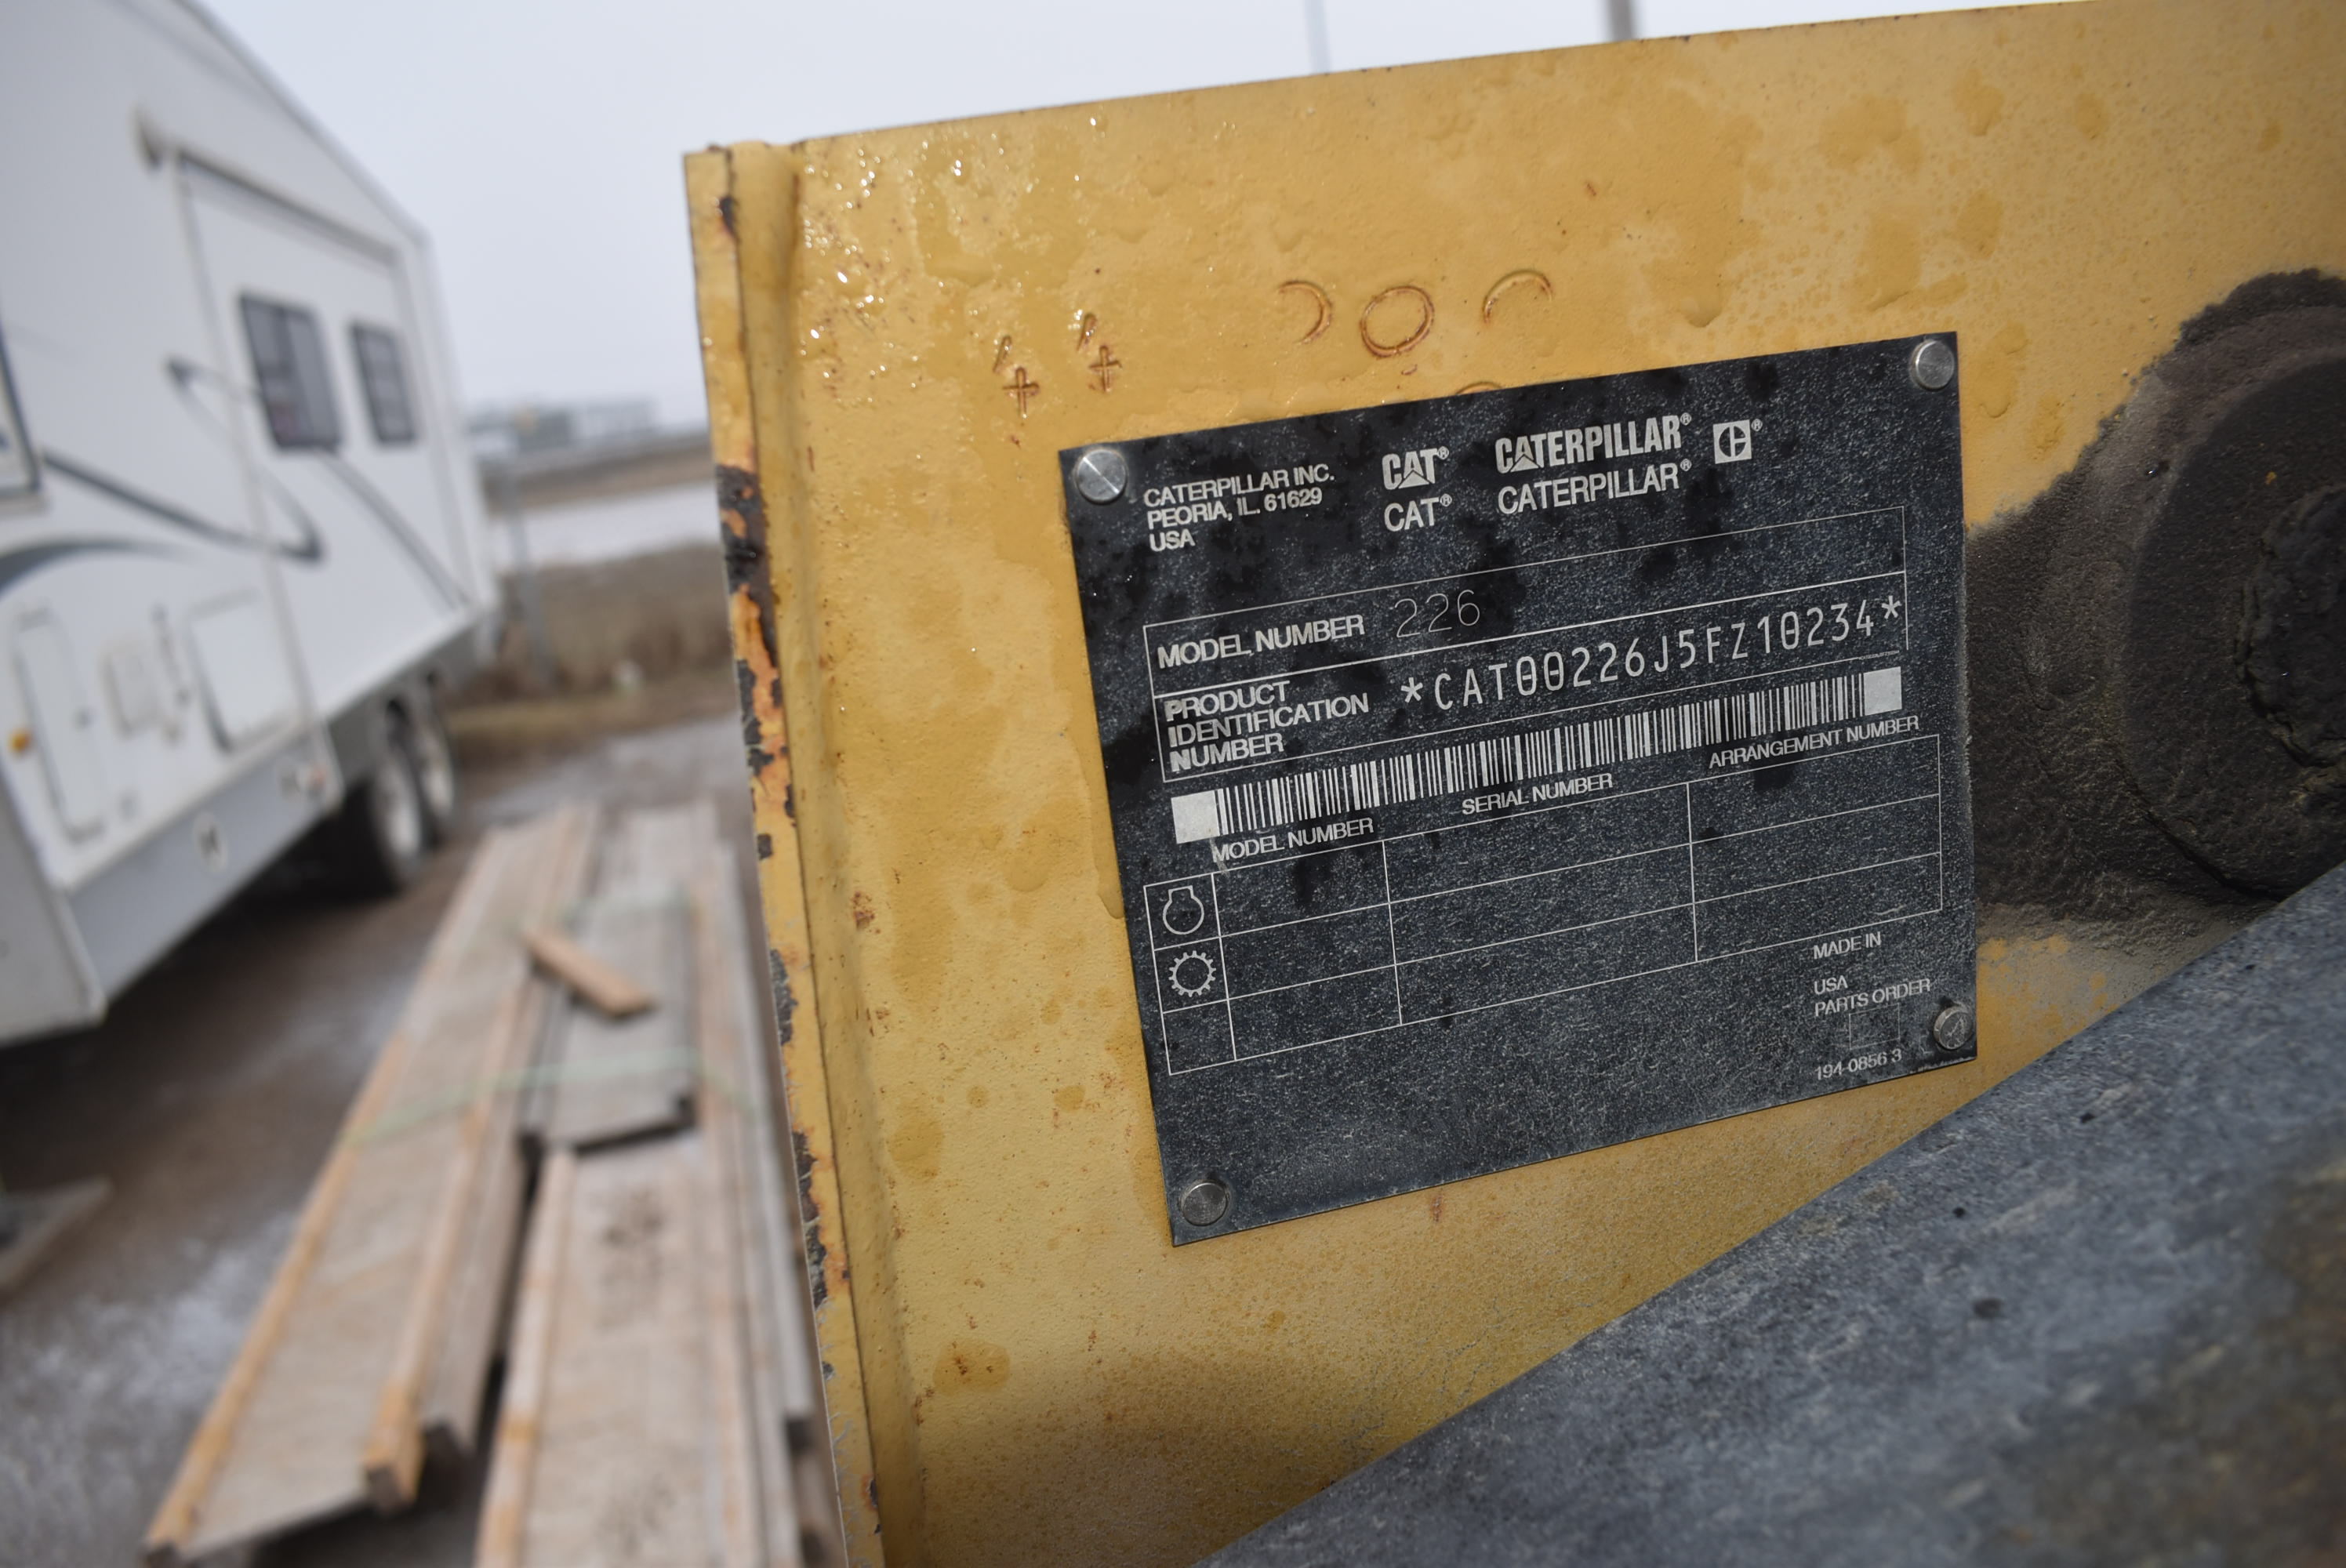 CATERPILLAR INC.
PEORIA, IL. 61629
USA
CAT® CATERPILLAR®
CAT® CATERPILLAR®
MODEL NUMBER 226
PRODUCT
IDENTIFICATION
NUMBER
*CAT00226J5FZ10234*
MODEL NUMBER SERIAL NUMBER ARRANGEMENT NUMBER
MADE IN
USA
PARTS ORDER
194-0856 3